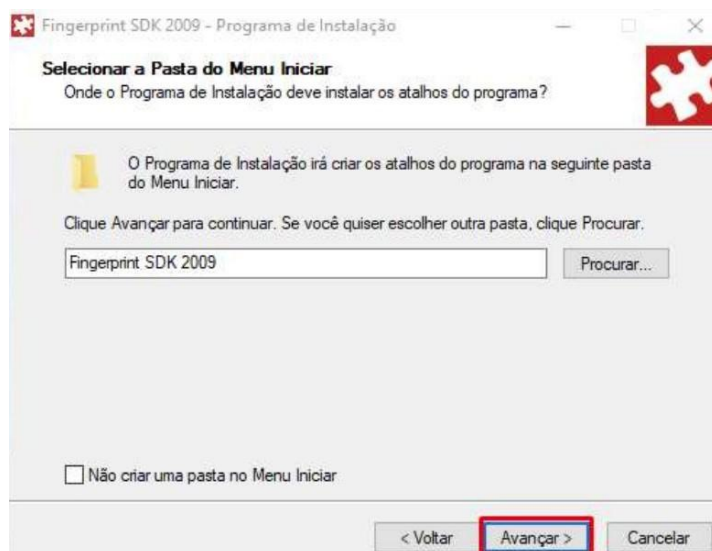 Fingerprint SDK 2009 - Programa de Instalação
Selecionar a Pasta do Menu Iniciar
Onde o Programa de Instalação deve instalar os atalhos do programa?
O Programa de Instalação irá criar os atalhos do programa na seguinte pasta
do Menu Iniciar.
Clique Avançar para continuar. Se você quiser escolher outra pasta, clique Procurar.
Fingerprint SDK 2009
Procurar...
Não criar uma pasta no Menu Iniciar
< Voltar
Avançar >
Cancelar